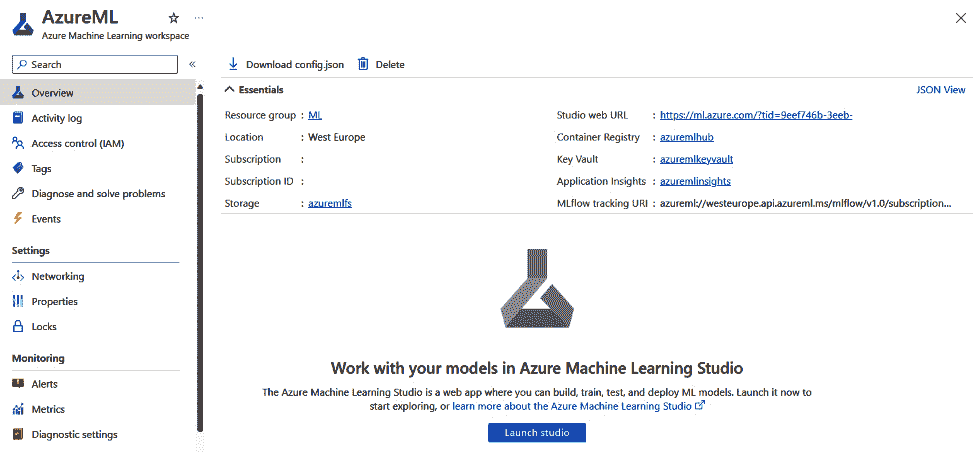 AzureML
Azure Machine Learning workspace
Search
Overview
Activity log
Access control (IAM)
Tags
Diagnose and solve problems
Events
Settings
Networking
Properties
Locks
Monitoring
Alerts
Metrics
Diagnostic settings
Download config.json Delete
Essentials JSON View
Resource group : ML
Location : West Europe
Subscription :
Subscription ID :
Storage : azuremlfs
Studio web URL : https://ml.azure.com/?tid=9eef746b-3eeb-
Container Registry : azuremlhub
Key Vault : azuremlkeyvault
Application Insights : azuremlinsights
MLflow tracking URI : azureml://westeurope.api.azureml.ms/mlflow/v1.0/subscription...
Work with your models in Azure Machine Learning Studio
The Azure Machine Learning Studio is a web app where you can build, train, test, and deploy ML models. Launch it now to
start exploring, or learn more about the Azure Machine Learning Studio
Launch studio